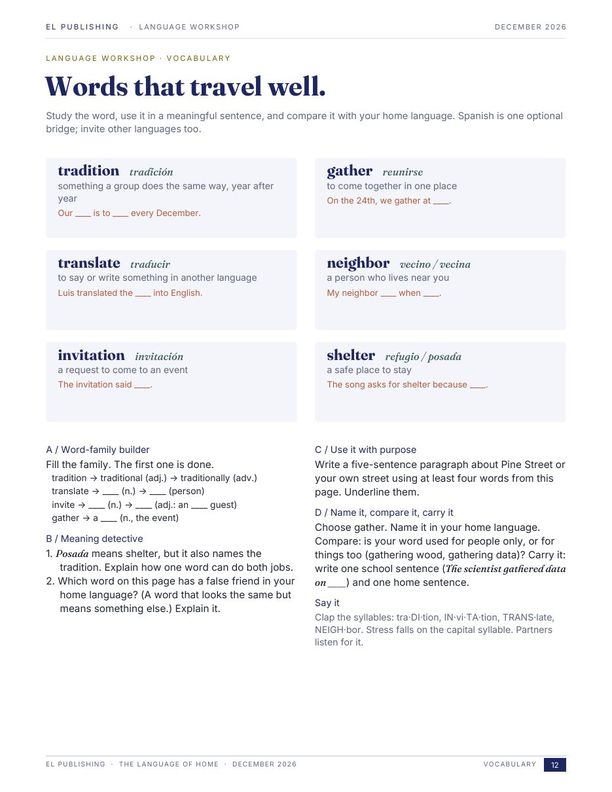 EL PUBLISHING · LANGUAGE WORKSHOP
DECEMBER 2026
LANGUAGE WORKSHOP · VOCABULARY
Words that travel well.
Study the word, use it in a meaningful sentence, and compare it with your home language. Spanish is one optional
bridge; invite other languages too.
tradition tradición
something a group does the same way, year after
year
Our ____ is to ____ every December.
gather reunirse
to come together in one place
On the 24th, we gather at ____.
translate traducir
to say or write something in another language
Luis translated the ____ into English.
neighbor vecino / vecina
a person who lives near you
My neighbor ____ when ____.
invitation invitación
a request to come to an event
The invitation said ____.
shelter refugio / posada
a safe place to stay
The song asks for shelter because ____.
A / Word-family builder
Fill the family. The first one is done.
tradition → traditional (adj.) → traditionally (adv.)
translate → ____ (n.) → ____ (person)
invite → ____ (n.) → ____ (adj.: an ____ guest)
gather → a ____ (n., the event)
B / Meaning detective
1. Posada means shelter, but it also names the
tradition. Explain how one word can do both jobs.
2. Which word on this page has a false friend in your
home language? (A word that looks the same but
means something else.) Explain it.
C / Use it with purpose
Write a five-sentence paragraph about Pine Street or
your own street using at least four words from this
page. Underline them.
D / Name it, compare it, carry it
Choose gather. Name it in your home language.
Compare: is your word used for people only, or for
things too (gathering wood, gathering data)? Carry it:
write one school sentence (The scientist gathered data
on ____) and one home sentence.
Say it
Clap the syllables: tra·DI·tion, IN·vi·TA·tion, TRANS·late,
NEIGH·bor. Stress falls on the capital syllable. Partners
listen for it.
EL PUBLISHING · THE LANGUAGE OF HOME · DECEMBER 2026
VOCABULARY 12